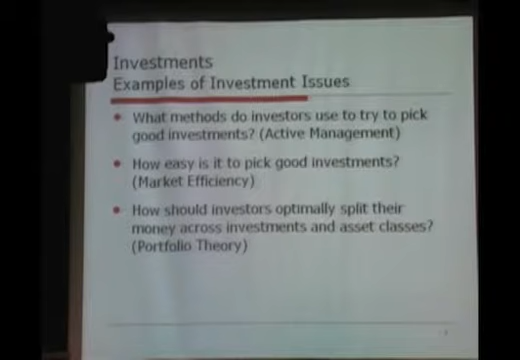 Investments
Examples of Investment Issues
What methods do investors use to try to pick
good investments? (Active Management)
How easy is it to pick good investments?
(Market Efficiency)
How should investors optimally split their
money across investments and asset classes?
(Portfolio Theory)